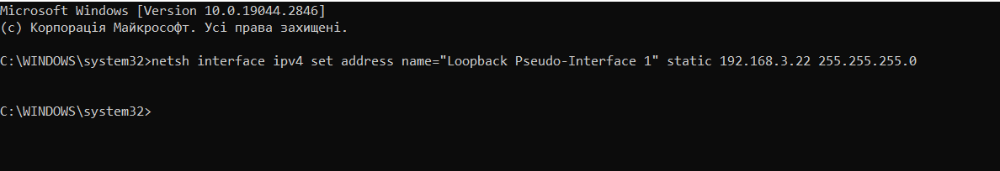 Microsoft Windows [Version 10.0.19044.2846]
(c) Корпорація Майкрософт. Усі права захищені.
C:\WINDOWS\system32>netsh interface ipv4 set address name="Loopback Pseudo-Interface 1" static 192.168.3.22 255.255.255.0
C:\WINDOWS\system32>